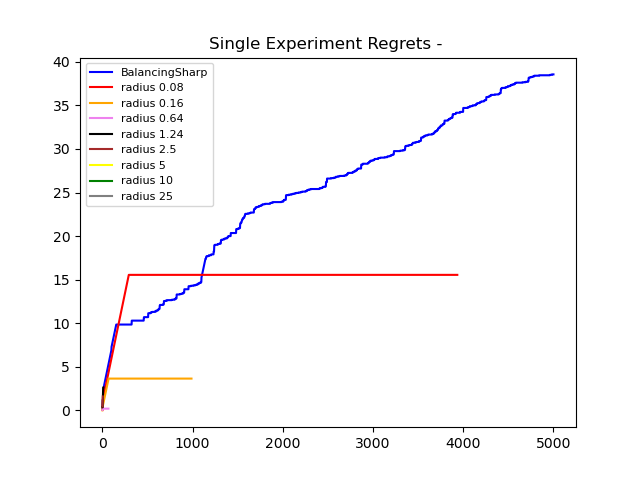 Single Experiment Regrets -
40
35
30
25
20
15
10
5
0
BalancingSharp
radius 0.08
radius 0.16
radius 0.64
radius 1.24
radius 2.5
radius 5
radius 10
radius 25
0 1000 2000 3000 4000 5000